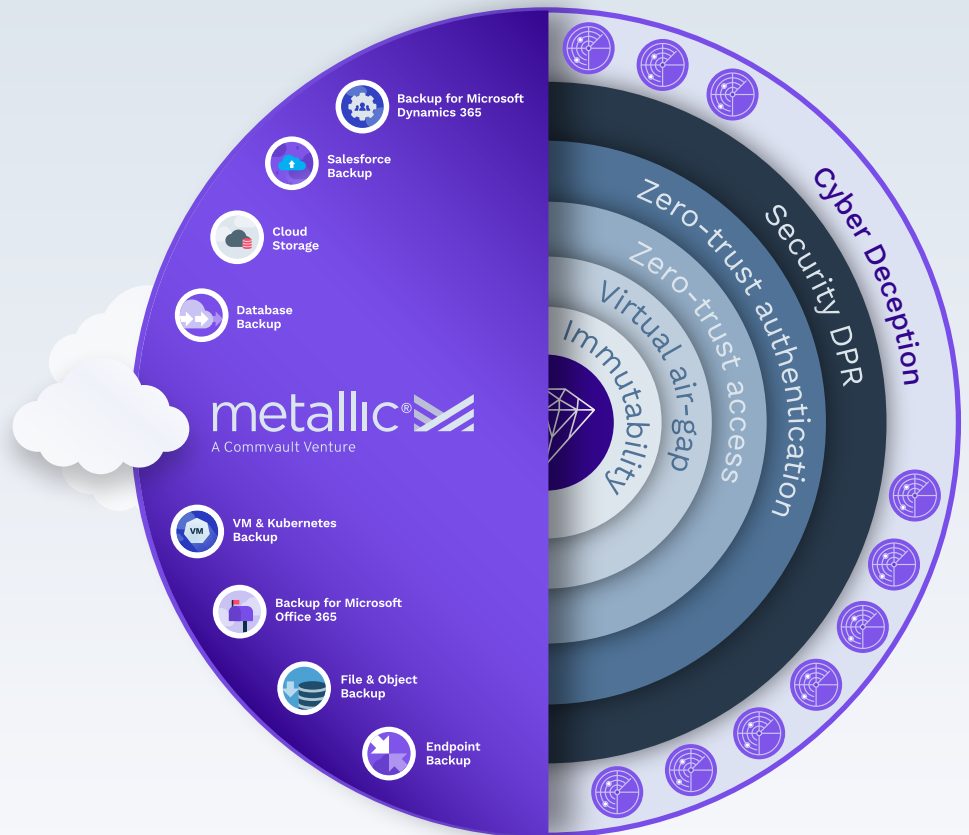 Backup for Microsoft
Dynamics 365
Salesforce
Backup
Cloud
Storage
Database
Backup
metallic®
A Commvault Venture
VM & Kubernetes
Backup
VM
Backup for Microsoft
Office 365
File & Object
Backup
Endpoint
Backup
Cyber Deception
Security DPR
Zero-trust authentication
Zero-trust access
Virtual air-gap
Immutability